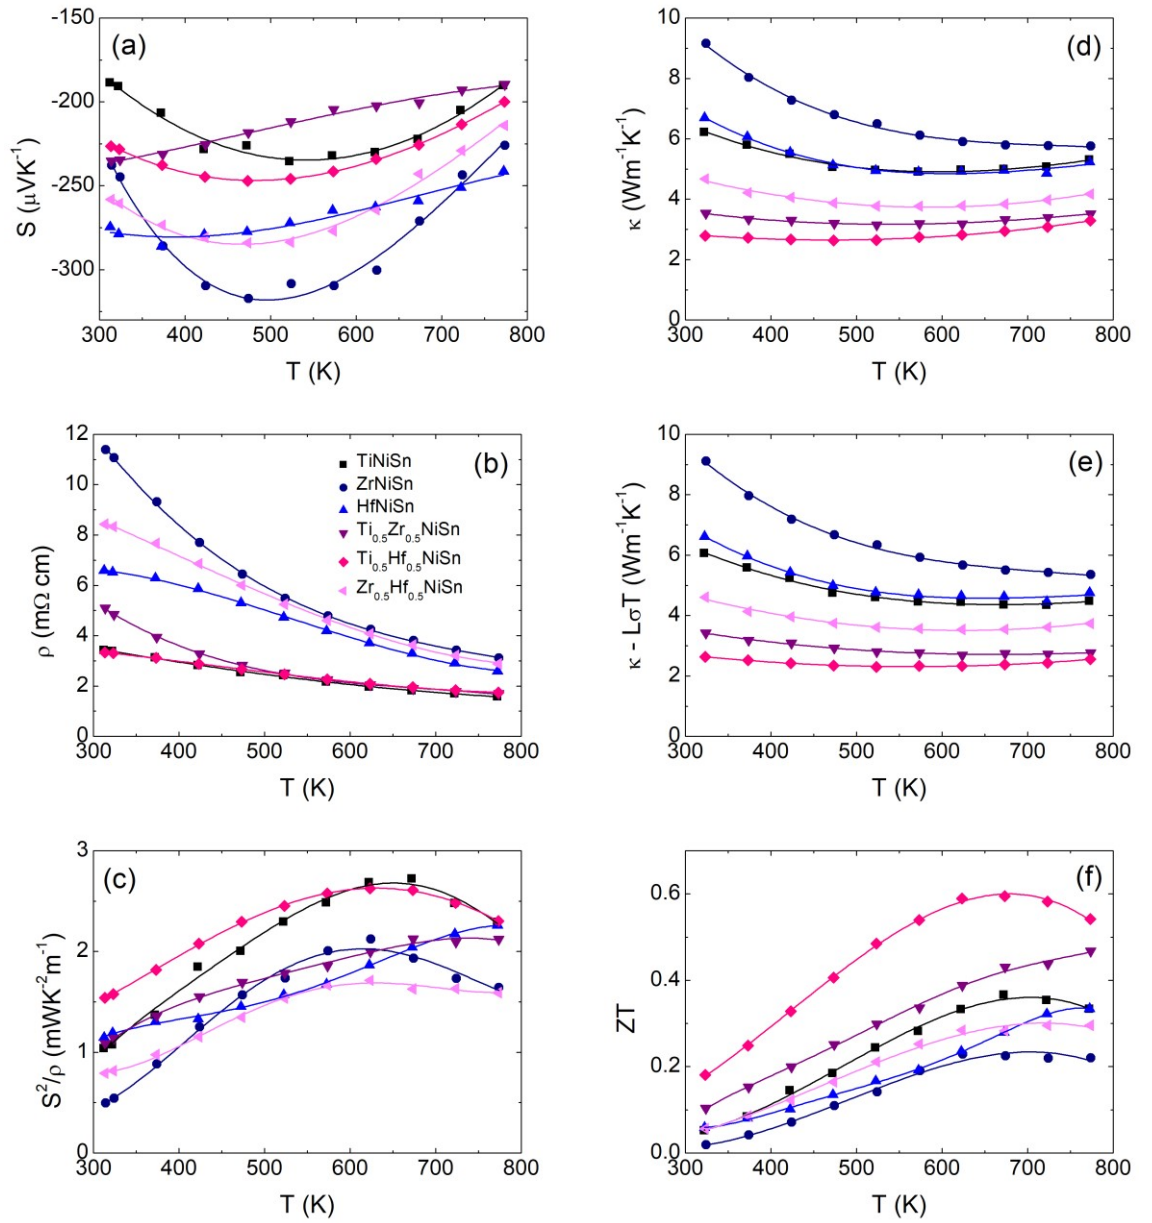 (a)
S (μVK⁻¹)
-150
-200
-250
-300
300 400 500 600 700 800
T (K)
(d)
κ (Wm⁻¹K⁻¹)
10
8
6
4
2
0
300 400 500 600 700 800
T (K)
(b)
ρ (mΩ cm)
12
10
8
6
4
2
0
TiNiSn
ZrNiSn
HfNiSn
Ti₀.₅Zr₀.₅NiSn
Ti₀.₅Hf₀.₅NiSn
Zr₀.₅Hf₀.₅NiSn
300 400 500 600 700 800
T (K)
(e)
κ - LσT (Wm⁻¹K⁻¹)
10
8
6
4
2
0
300 400 500 600 700 800
T (K)
(c)
S²/ρ (mWK⁻²m⁻¹)
3
2
1
0
300 400 500 600 700 800
T (K)
(f)
ZT
0.6
0.4
0.2
0.0
300 400 500 600 700 800
T (K)